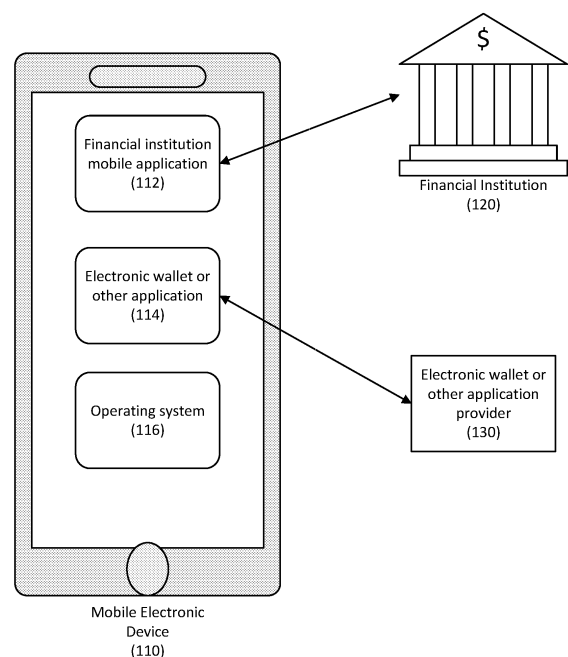 $
Financial institution
mobile application
(112)
Financial Institution
(120)
Electronic wallet or
other application
(114)
Electronic wallet or
other application
provider
(130)
Operating system
(116)
Mobile Electronic
Device
(110)